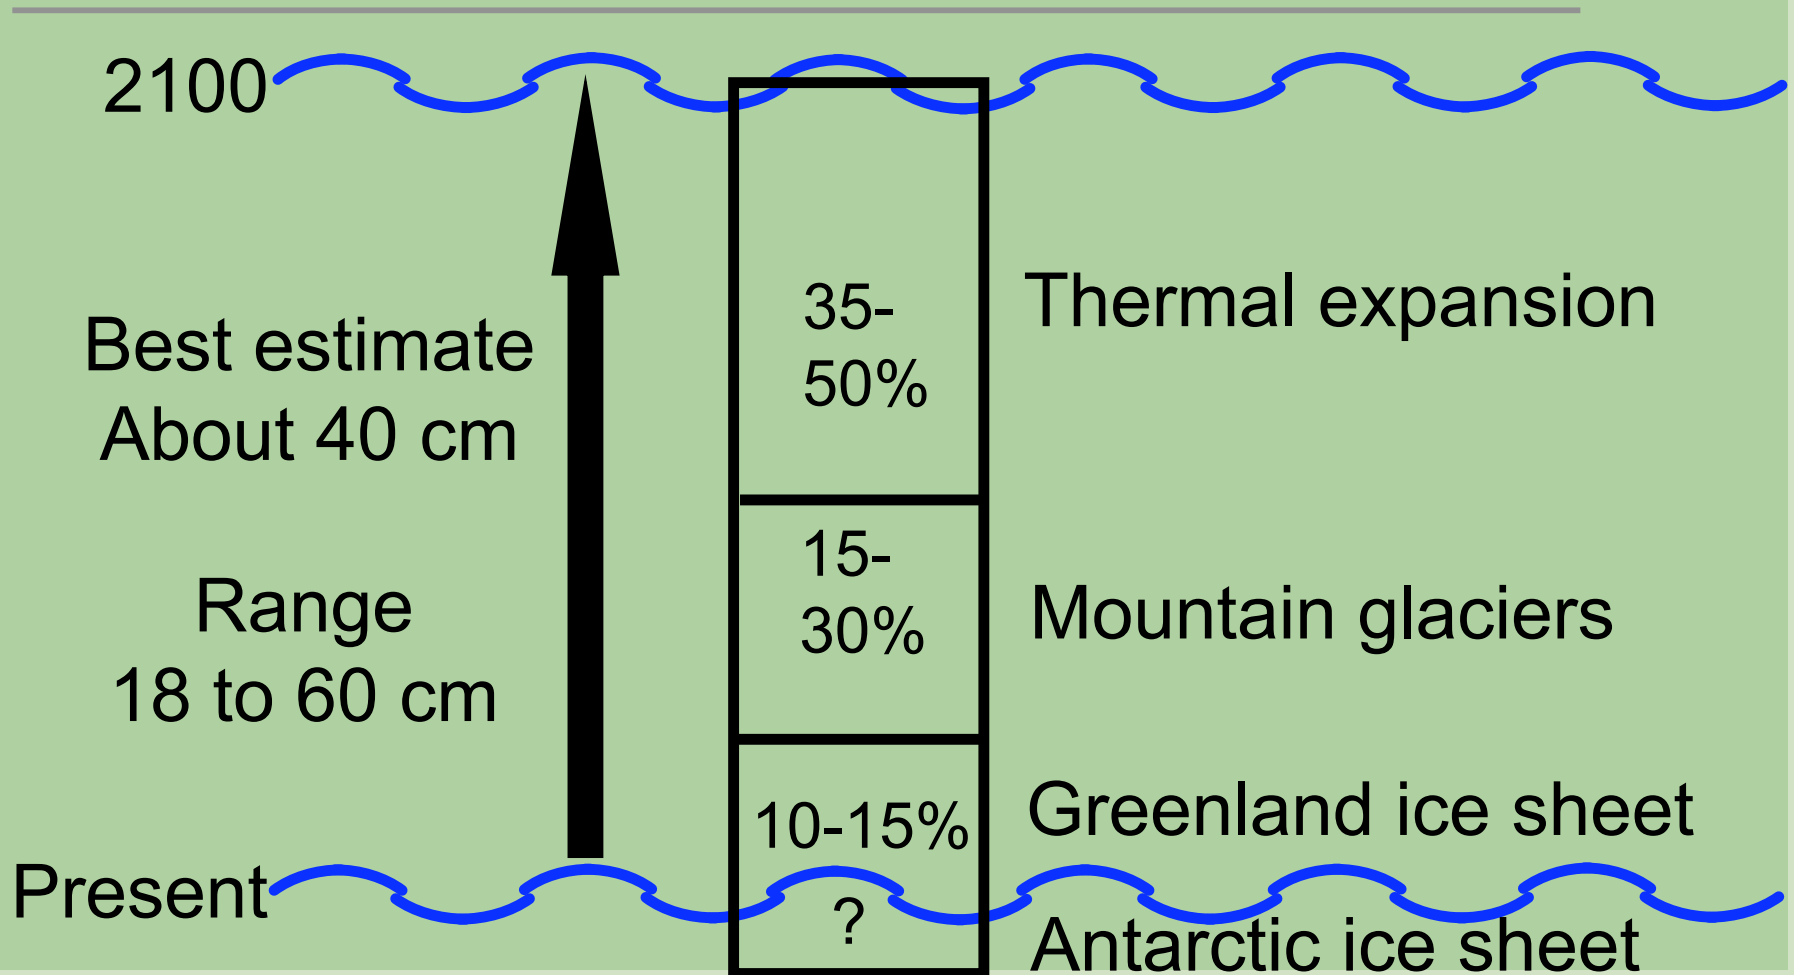 2100
Best estimate
About 40 cm
Range
18 to 60 cm
Present
35-
50%
Thermal expansion
15-
30%
Mountain glaciers
10-15%
Greenland ice sheet
?
Antarctic ice sheet